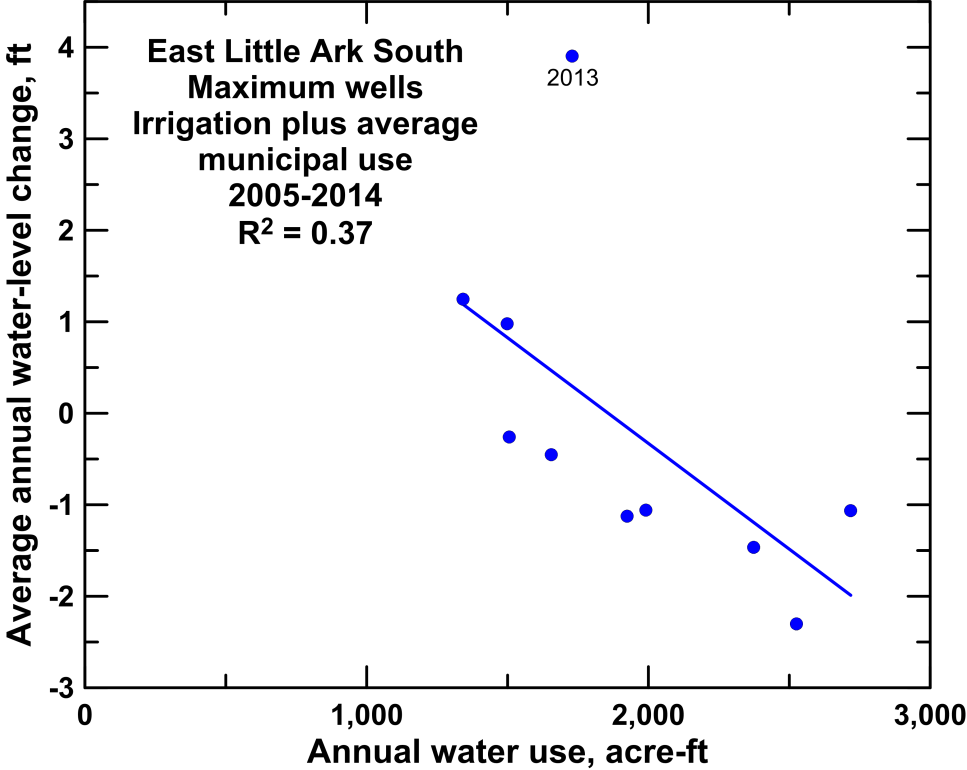 East Little Ark South
Maximum wells
Irrigation plus average
municipal use
2005-2014
R² = 0.37
2013
Average annual water-level change, ft
4
3
2
1
0
-1
-2
-3
0
1,000
2,000
3,000
Annual water use, acre-ft